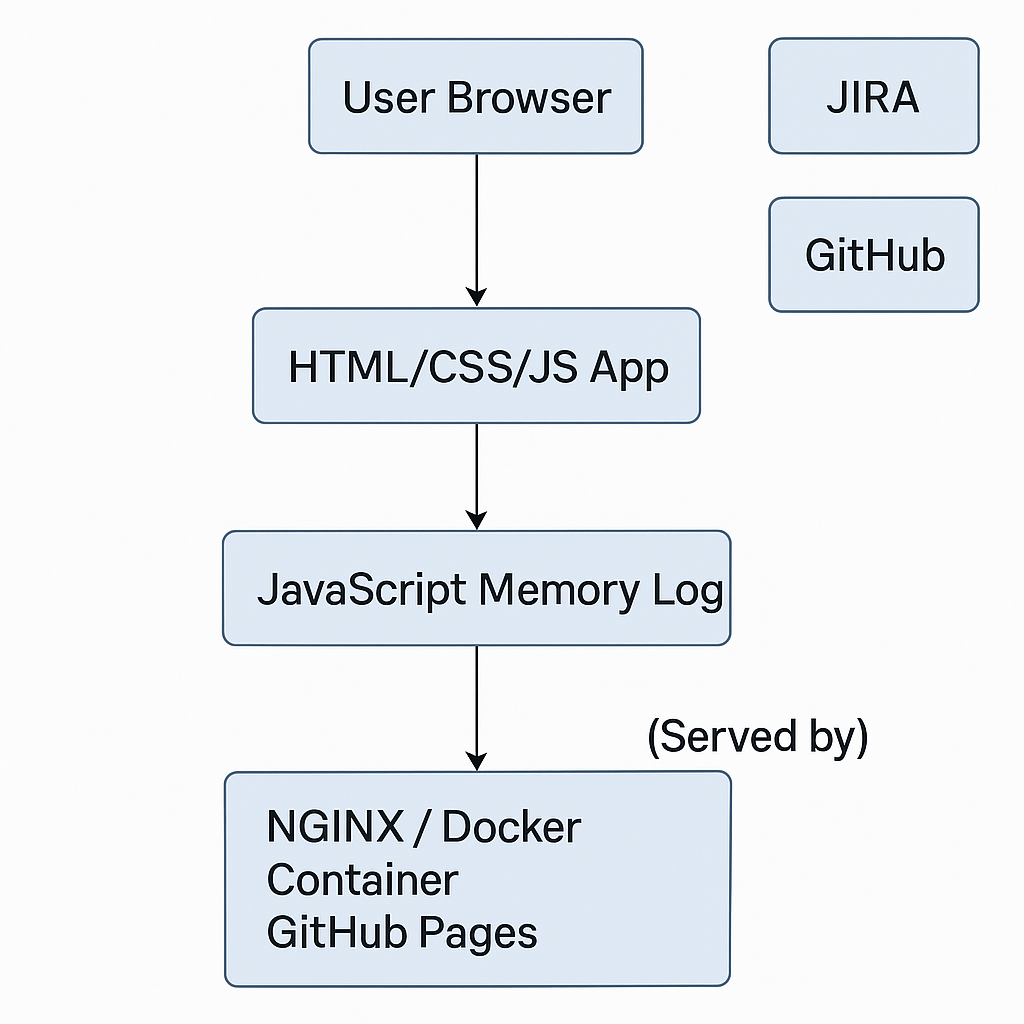 User Browser
JIRA
GitHub
HTML/CSS/JS App
JavaScript Memory Log
(Served by)
NGINX / Docker
Container
GitHub Pages